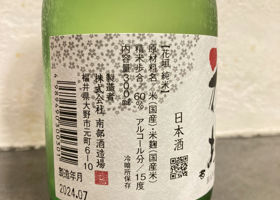 花垣 純米
原材料名/米(国産)・米麹(国産米)
精米歩合/60% アルコール分/15度
内容量 300ml
冷暗所保存
製造者
株式会社 南部酒造場
福井県大野市元町6-10
日本酒
製造年月
2024.07